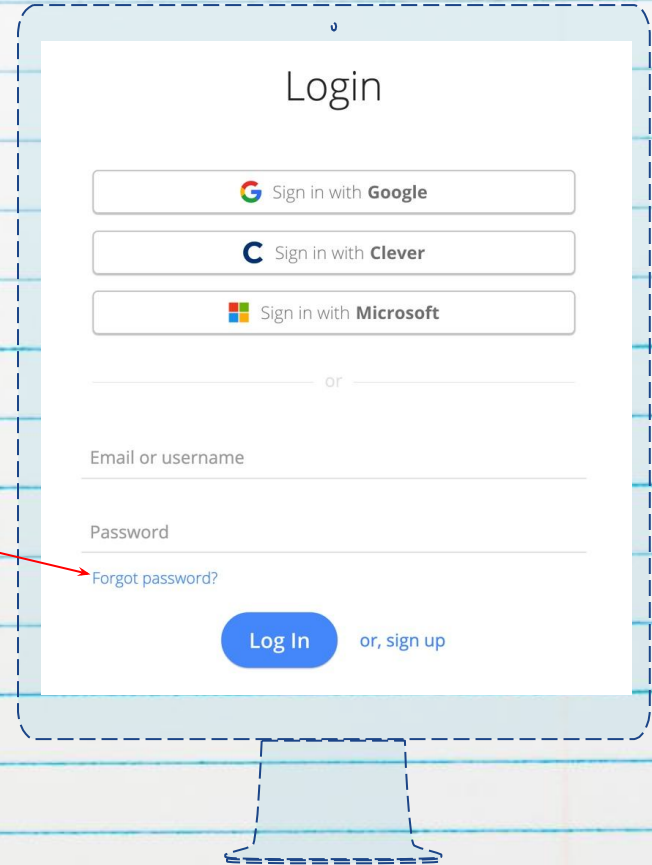 Login
Sign in with Google
Sign in with Clever
Sign in with Microsoft
or
Email or username
Password
Forgot password?
Log In or, sign up